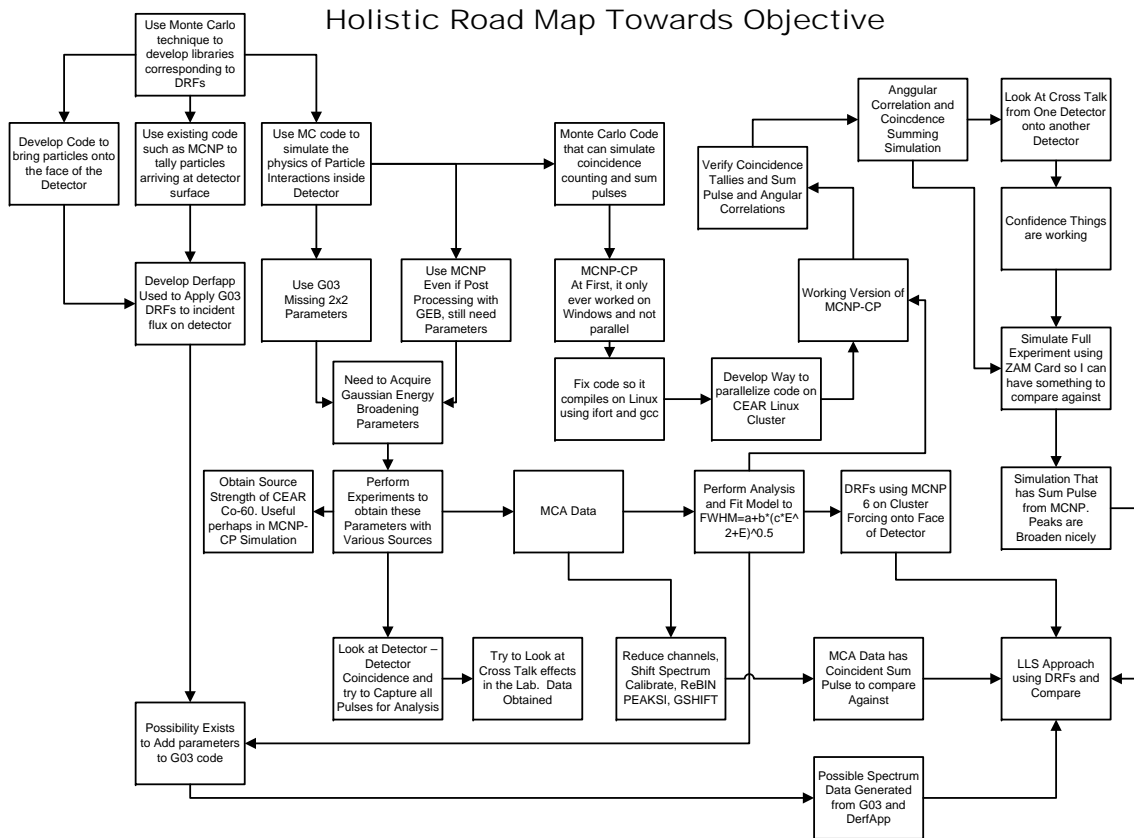 Holistic Road Map Towards Objective
Use Monte Carlo
technique to
develop libraries
corresponding to
DRFs
Develop Code to
bring particles onto
the face of the
Detector
Use existing code
such as MCNP to
tally particles
arriving at detector
surface
Use MC code to
simulate the
physics of Particle
Interactions inside
Detector
Monte Carlo Code
that can simulate
coincidence
counting and sum
pulses
Verify Coincidence
Tallies and Sum
Pulse and Angular
Correlations
Anggular
Correlation and
Coincdence
Summing
Simulation
Look At Cross Talk
from One Detector
onto another
Detector
Confidence Things
are working
Develop Derfapp
Used to Apply G03
DRFs to incident
flux on detector
Use G03
Missing 2x2
Parameters
Use MCNP
Even if Post
Processing with
GEB, still need
Parameters
MCNP-CP
At First, it only
ever worked on
Windows and not
parallel
Working Version of
MCNP-CP
Simulate Full
Experiment using
ZAM Card so I can
have something to
compare against
Need to Acquire
Gaussian Energy
Broadening
Parameters
Fix code so it
compiles on Linux
using ifort and gcc
Develop Way to
parallelize code on
CEAR Linux
Cluster
Obtain Source
Strength of CEAR
Co-60. Useful
perhaps in MCNP-
CP Simulation
Perform
Experiments to
obtain these
Parameters with
Various Sources
MCA Data
Perform Analysis
and Fit Model to
FWHM=a+b*(c*E^
2+E)^0.5
DRFs using MCNP
6 on Cluster
Forcing onto Face
of Detector
Simulation That
has Sum Pulse
from MCNP. Peaks
are Broaden nicely
Look at Detector –
Detector
Coincidence and
try to Capture all
Pulses for Analysis
Try to Look at
Cross Talk effects
in the Lab. Data
Obtained
Reduce channels,
Shift Spectrum
Calibrate, ReBIN
PEAKSI, GSHIFT
MCA Data has
Coincident Sum
Pulse to compare
Against
LLS Approach
using DRFs and
Compare
Possibility Exists
to Add parameters
to G03 code
Possible Spectrum
Data Generated
from G03 and
DerfApp